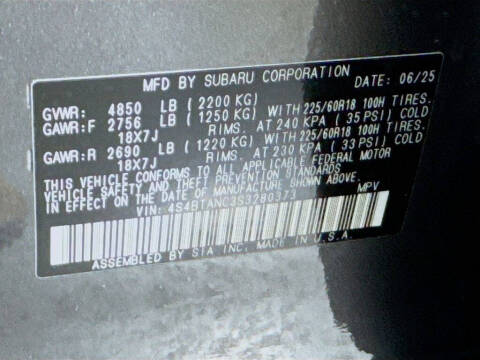 MFD BY SUBARU CORPORATION DATE: 06/25
GVWR: 4850 LB (2200 KG)
GAWR:F 2756 LB (1250 KG) WITH 225/60R18 100H TIRES.
18X7J RIMS. AT 240 KPA (35 PSI) COLD
GAWR:R 2690 LB (1220 KG) WITH 225/60R18 100H TIRES.
18X7J RIMS. AT 230 KPA (33 PSI) COLD
THIS VEHICLE CONFORMS TO ALL APPLICABLE FEDERAL MOTOR
VEHICLE SAFETY AND THEFT PREVENTION STANDARDS
IN EFFECT ON THE DATE OF MANUFACTURE SHOWN ABOVE.
VIN: 4S4BTANC3S3280373 MPV
ASSEMBLED BY SIA INC. MADE IN U.S.A.